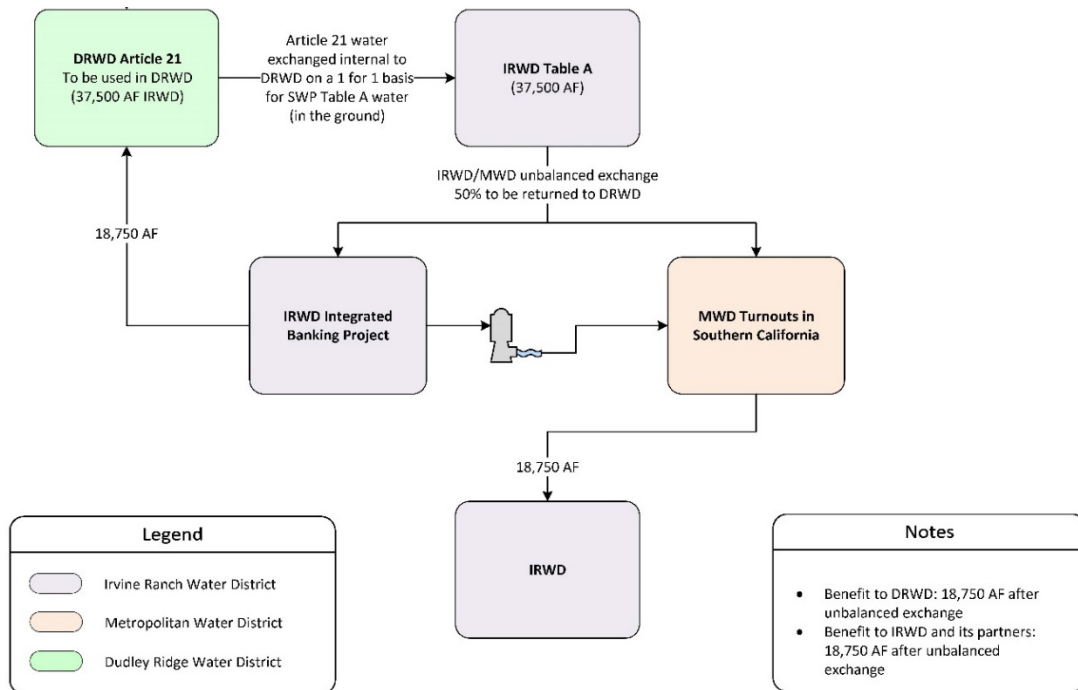 DRWD Article 21
To be used in DRWD
(37,500 AF IRWD)
Article 21 water
exchanged internal to
DRWD on a 1 for 1 basis
for SWP Table A water
(in the ground)
IRWD Table A
(37,500 AF)
IRWD/MWD unbalanced exchange
50% to be returned to DRWD
18,750 AF
IRWD Integrated
Banking Project
MWD Turnouts in
Southern California
18,750 AF
IRWD
Legend
Irvine Ranch Water District
Metropolitan Water District
Dudley Ridge Water District
Notes
• Benefit to DRWD: 18,750 AF after
unbalanced exchange
• Benefit to IRWD and its partners:
18,750 AF after unbalanced
exchange